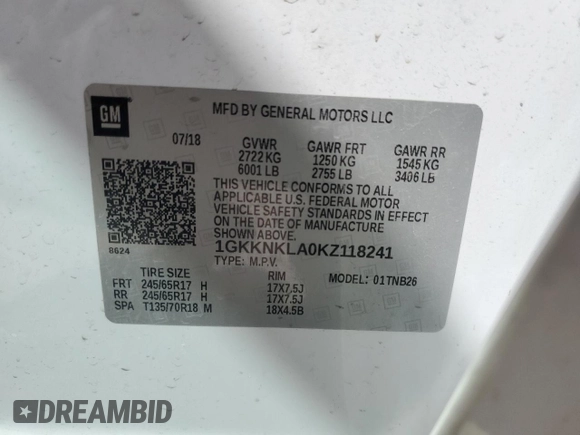 GM
MFD BY GENERAL MOTORS LLC
07/18
GVWR GAWR FRT GAWR RR
2722 KG 1250 KG 1545 KG
6001 LB 2755 LB 3406 LB
THIS VEHICLE CONFORMS TO ALL
APPLICABLE U.S. FEDERAL MOTOR
VEHICLE SAFETY STANDARDS IN EFFECT
ON THE DATE OF MANUFACTURE
SHOWN ABOVE.
8624
1GKKNKLA0KZ118241
TYPE: M.P.V.
TIRE SIZE RIM MODEL: 01TNB26
FRT 245/65R17 H 17X7.5J
RR 245/65R17 H 17X7.5J
SPA T135/70R18 M 18X4.5B
DREAMBID